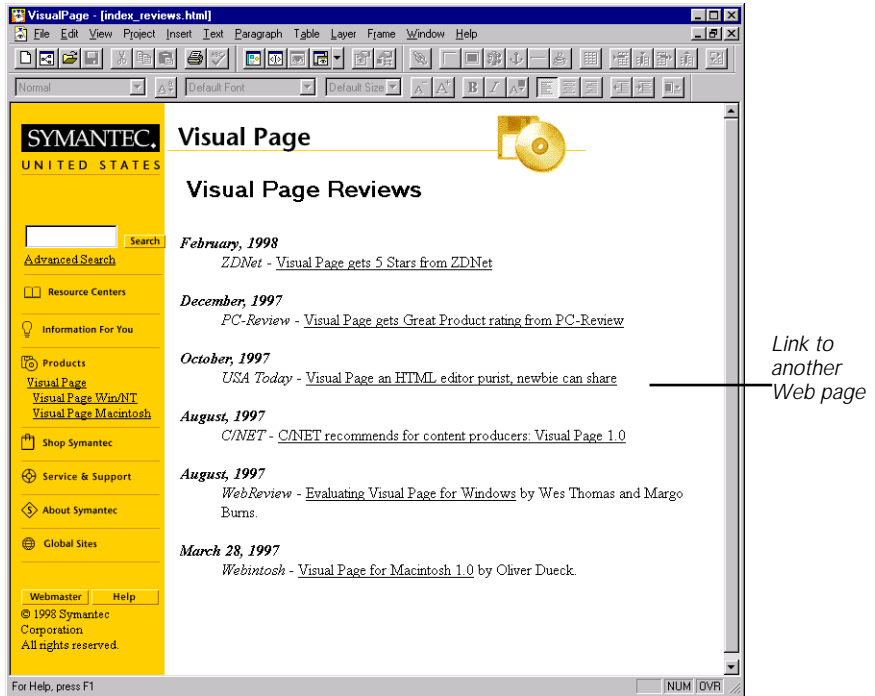 VisualPage - [index_reviews.html]
File Edit View Project Insert Text Paragraph Table Layer Frame Window Help
Normal Default Font Default Size B I
SYMANTEC.
UNITED STATES
Visual Page
Visual Page Reviews
Search
Advanced Search
Resource Centers
Information For You
Products
Visual Page
Visual Page Win/NT
Visual Page Macintosh
Shop Symantec
Service & Support
About Symantec
Global Sites
Webmaster Help
© 1998 Symantec
Corporation
All rights reserved.
February, 1998
ZDNet - Visual Page gets 5 Stars from ZDNet
December, 1997
PC-Review - Visual Page gets Great Product rating from PC-Review
October, 1997
USA Today - Visual Page an HTML editor purist, newbie can share
August, 1997
C/NET - C/NET recommends for content producers: Visual Page 1.0
August, 1997
WebReview - Evaluating Visual Page for Windows by Wes Thomas and Margo
Burns.
March 28, 1997
Webintosh - Visual Page for Macintosh 1.0 by Oliver Dueck.
Link to
another
Web page
For Help, press F1
NUM OVR